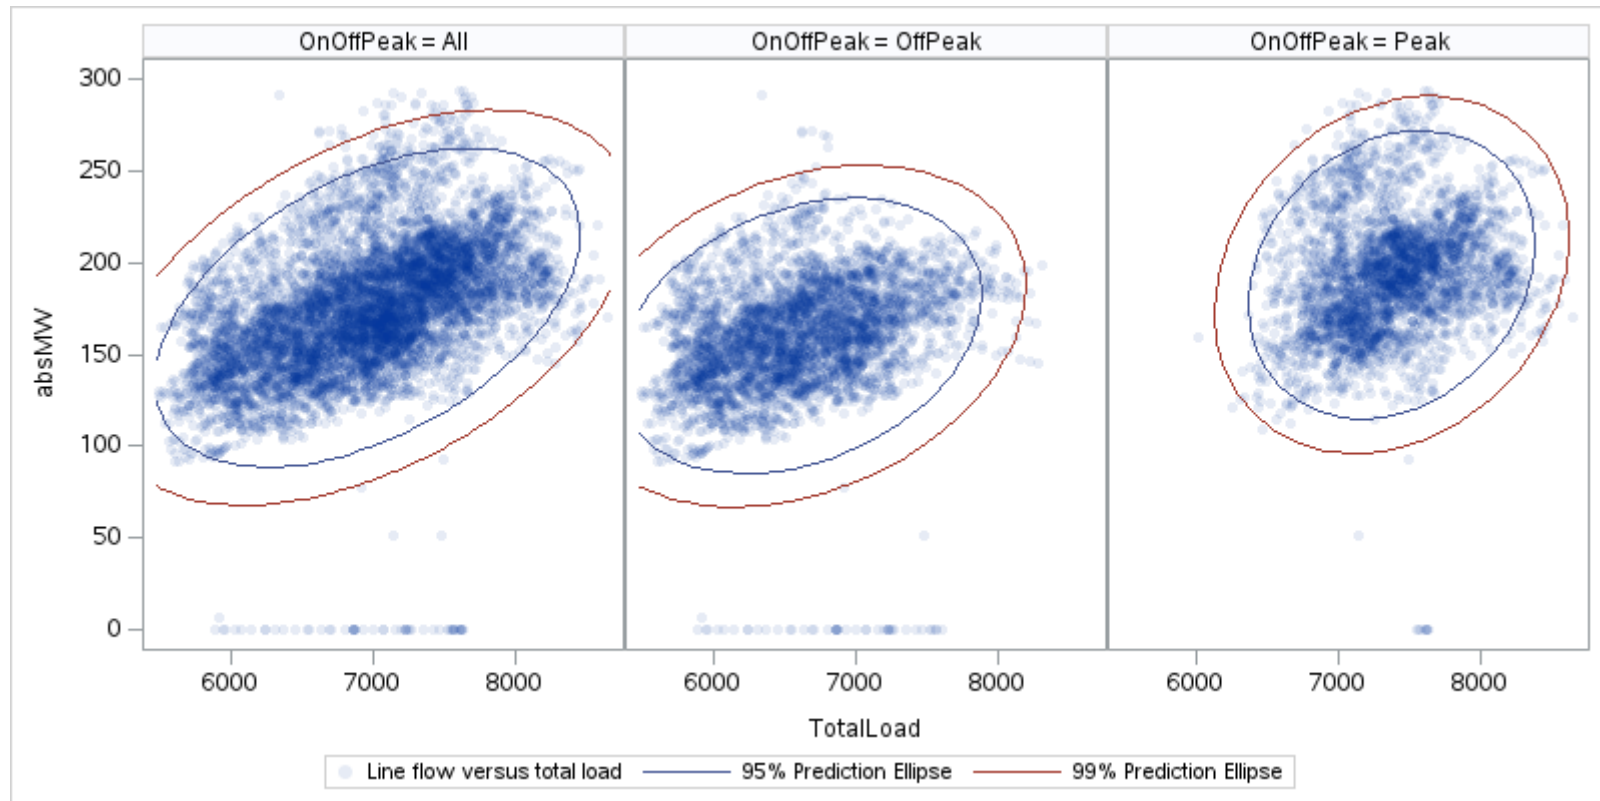 OnOffPeak = All
OnOffPeak = OffPeak
OnOffPeak = Peak
300
250
200
150
100
50
0
absMW
6000 7000 8000
6000 7000 8000
6000 7000 8000
TotalLoad
Line flow versus total load
95% Prediction Ellipse
99% Prediction Ellipse